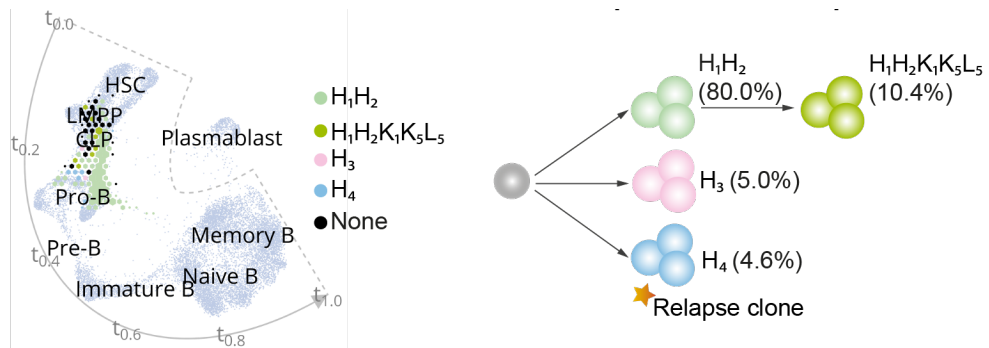 t0.0
HSC
LMPP
CLP
t0.2
Plasmablast
Pro-B
Pre-B
t0.4
Memory B
Naive B
Immature B
t1.0
t0.6
t0.8
H1H2
H1H2K1K5L5
H3
H4
None
H1H2
(80.0%)
H1H2K1K5L5
(10.4%)
H3 (5.0%)
H4 (4.6%)
Relapse clone